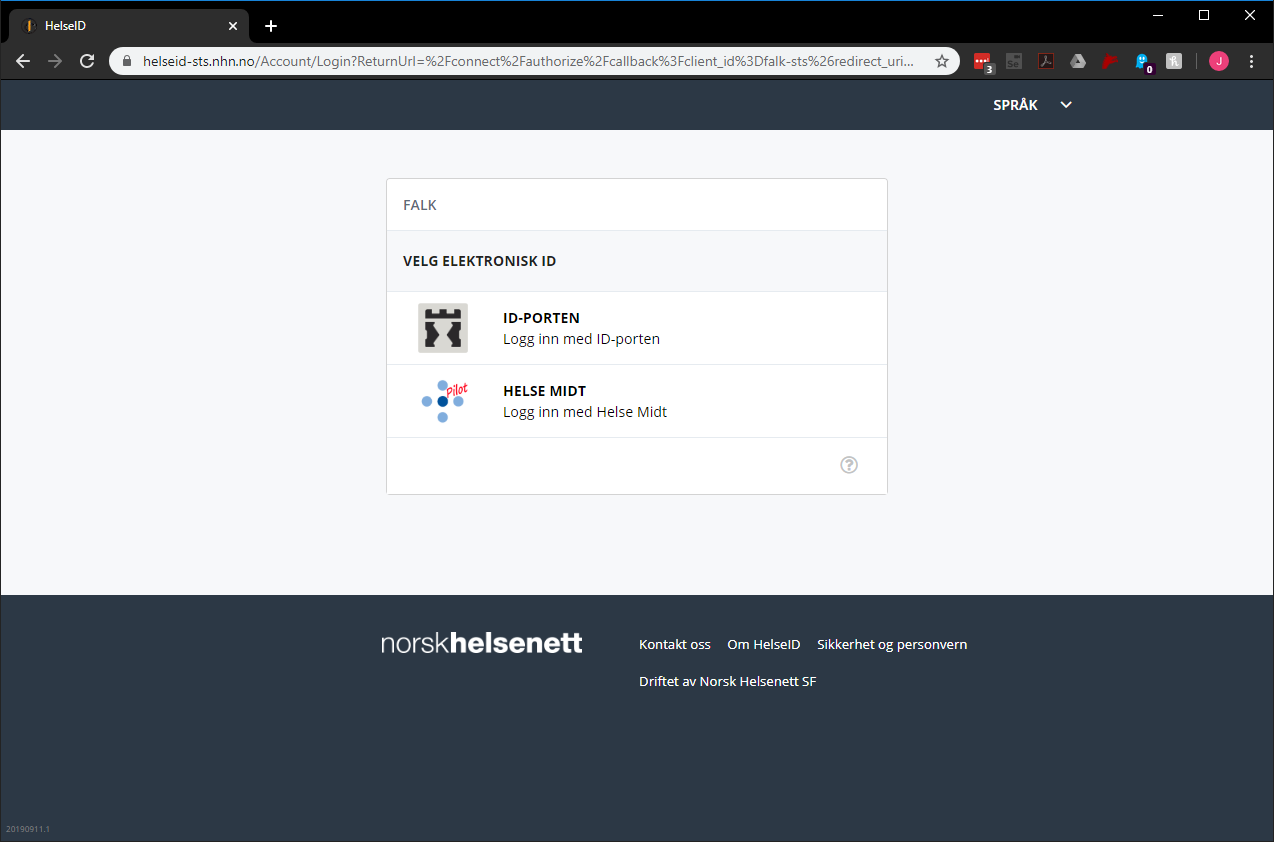 HelseID
helseid-sts.nhn.no/Account/Login?ReturnUrl=%2Fconnect%2Fauthorize%2Fcallback%3Fclient_id%3Dfalk-sts%26redirect_uri...
3
0
J
SPRÅK
FALK
VELG ELEKTRONISK ID
ID-PORTEN
Logg inn med ID-porten
Pilot
HELSE MIDT
Logg inn med Helse Midt
?
norskhelsenett
Kontakt oss Om HelseID Sikkerhet og personvern
Driftet av Norsk Helsenett SF
20190911.1